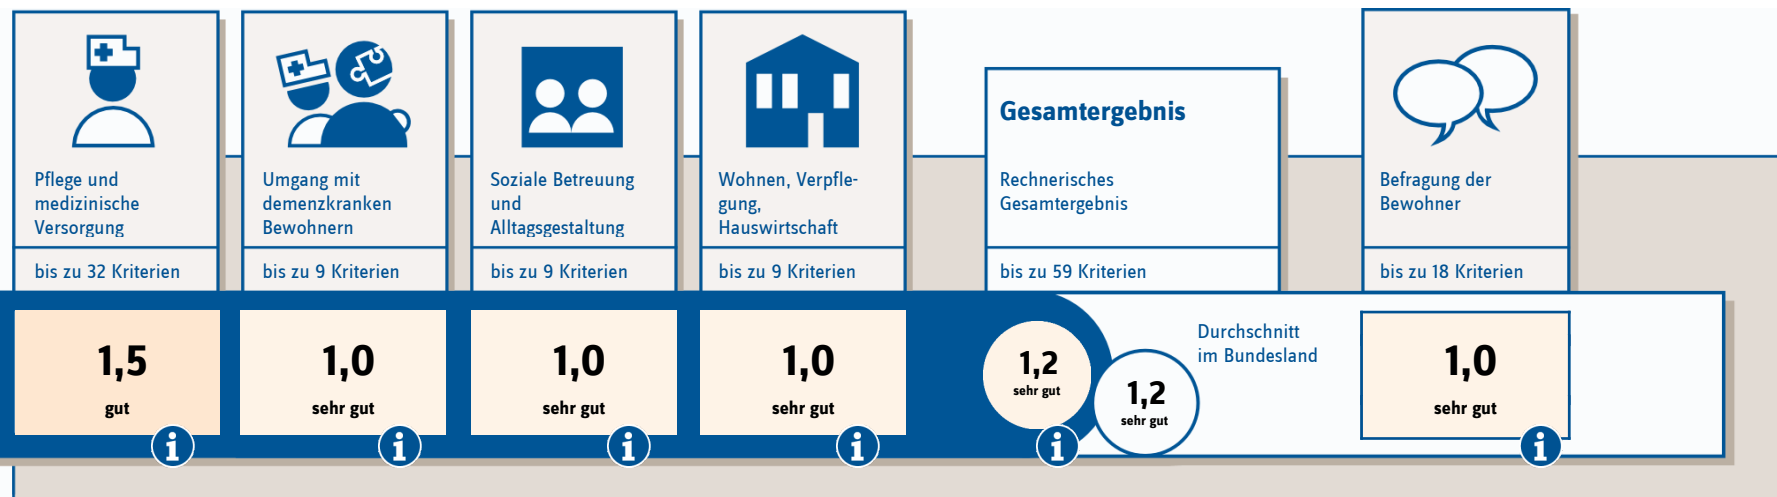 Pflege und
medizinische
Versorgung
bis zu 32 Kriterien
1,5
gut
i
Umgang mit
demenzkranken
Bewohnern
bis zu 9 Kriterien
1,0
sehr gut
i
Soziale Betreuung
und
Alltagsgestaltung
bis zu 9 Kriterien
1,0
sehr gut
i
Wohnen, Verpfle-
gung,
Hauswirtschaft
bis zu 9 Kriterien
1,0
sehr gut
i
Gesamtergebnis
Rechnerisches
Gesamtergebnis
bis zu 59 Kriterien
1,2
sehr gut
i
Durchschnitt
im Bundesland
1,2
sehr gut
Befragung der
Bewohner
bis zu 18 Kriterien
1,0
sehr gut
i